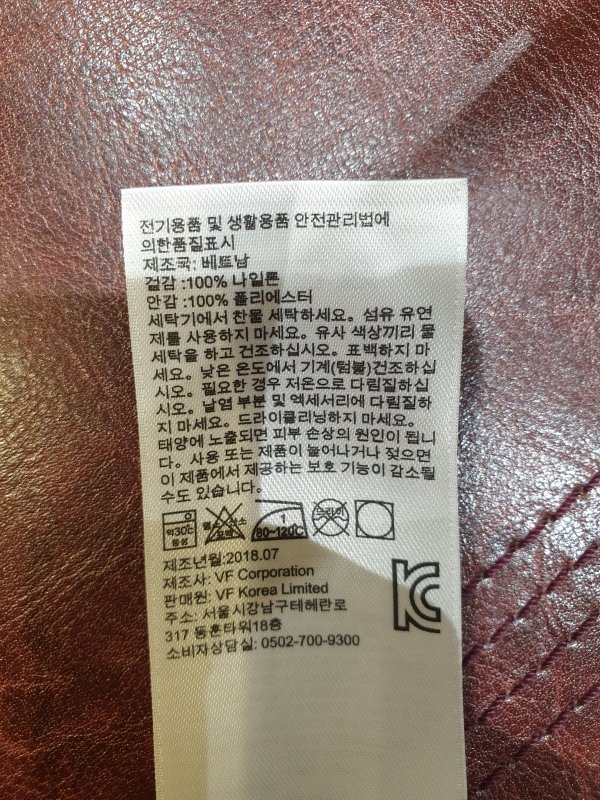 전기용품 및 생활용품 안전관리법에
의한품질표시
제조국: 베트남
겉감 :100% 나일론
안감 :100% 폴리에스터
세탁기에서 찬물 세탁하세요. 섬유 유연
제를 사용하지 마세요. 유사 색상끼리 물
세탁을 하고 건조하십시오. 표백하지 마
세요. 낮은 온도에서 기계(텀블)건조하십
시오. 필요한 경우 저온으로 다림질하십
시오. 날염 부분 및 엑세서리에 다림질하
지 마세요. 드라이클리닝하지 마세요.
태양에 노출되면 피부 손상의 원인이 됩니
다. 사용 또는 제품이 늘어나거나 젖으면
이 제품에서 제공하는 보호 기능이 감소될
수도 있습니다.
약30℃ 염소 산소 1 드라이
중성 표백 80~120℃
제조년월:2018.07
제조사: VF Corporation
판매원: VF Korea Limited
주소: 서울시강남구테헤란로
317 동훈타워18층
소비자상담실: 0502-700-9300